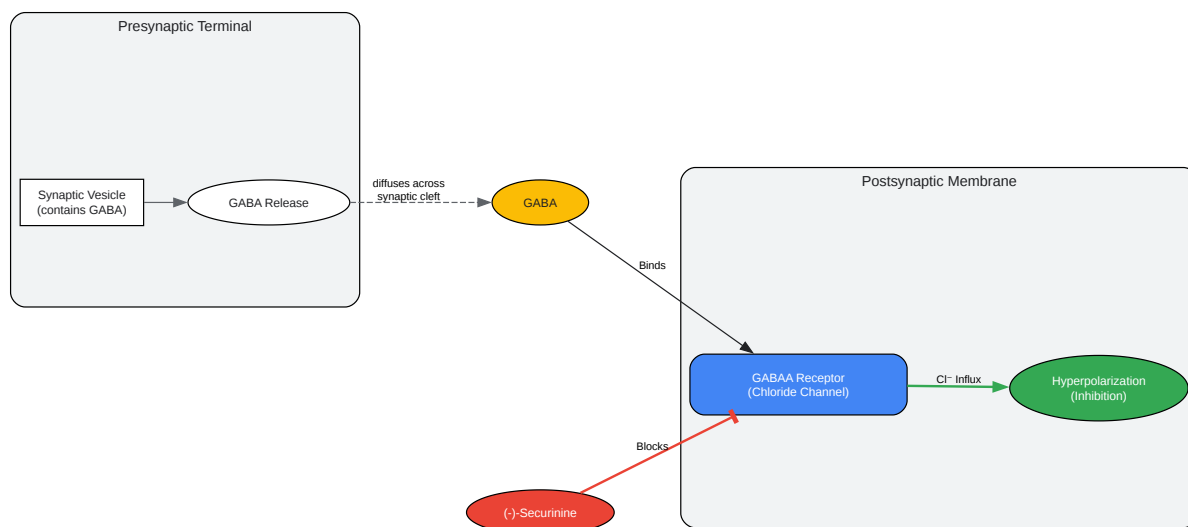 Presynaptic Terminal
Synaptic Vesicle
(contains GABA)
GABA Release
diffuses across
synaptic cleft
GABA
Binds
Postsynaptic Membrane
GABAA Receptor
(Chloride Channel)
Cl⁻ Influx
Hyperpolarization
(Inhibition)
Blocks
(-)-Securinine